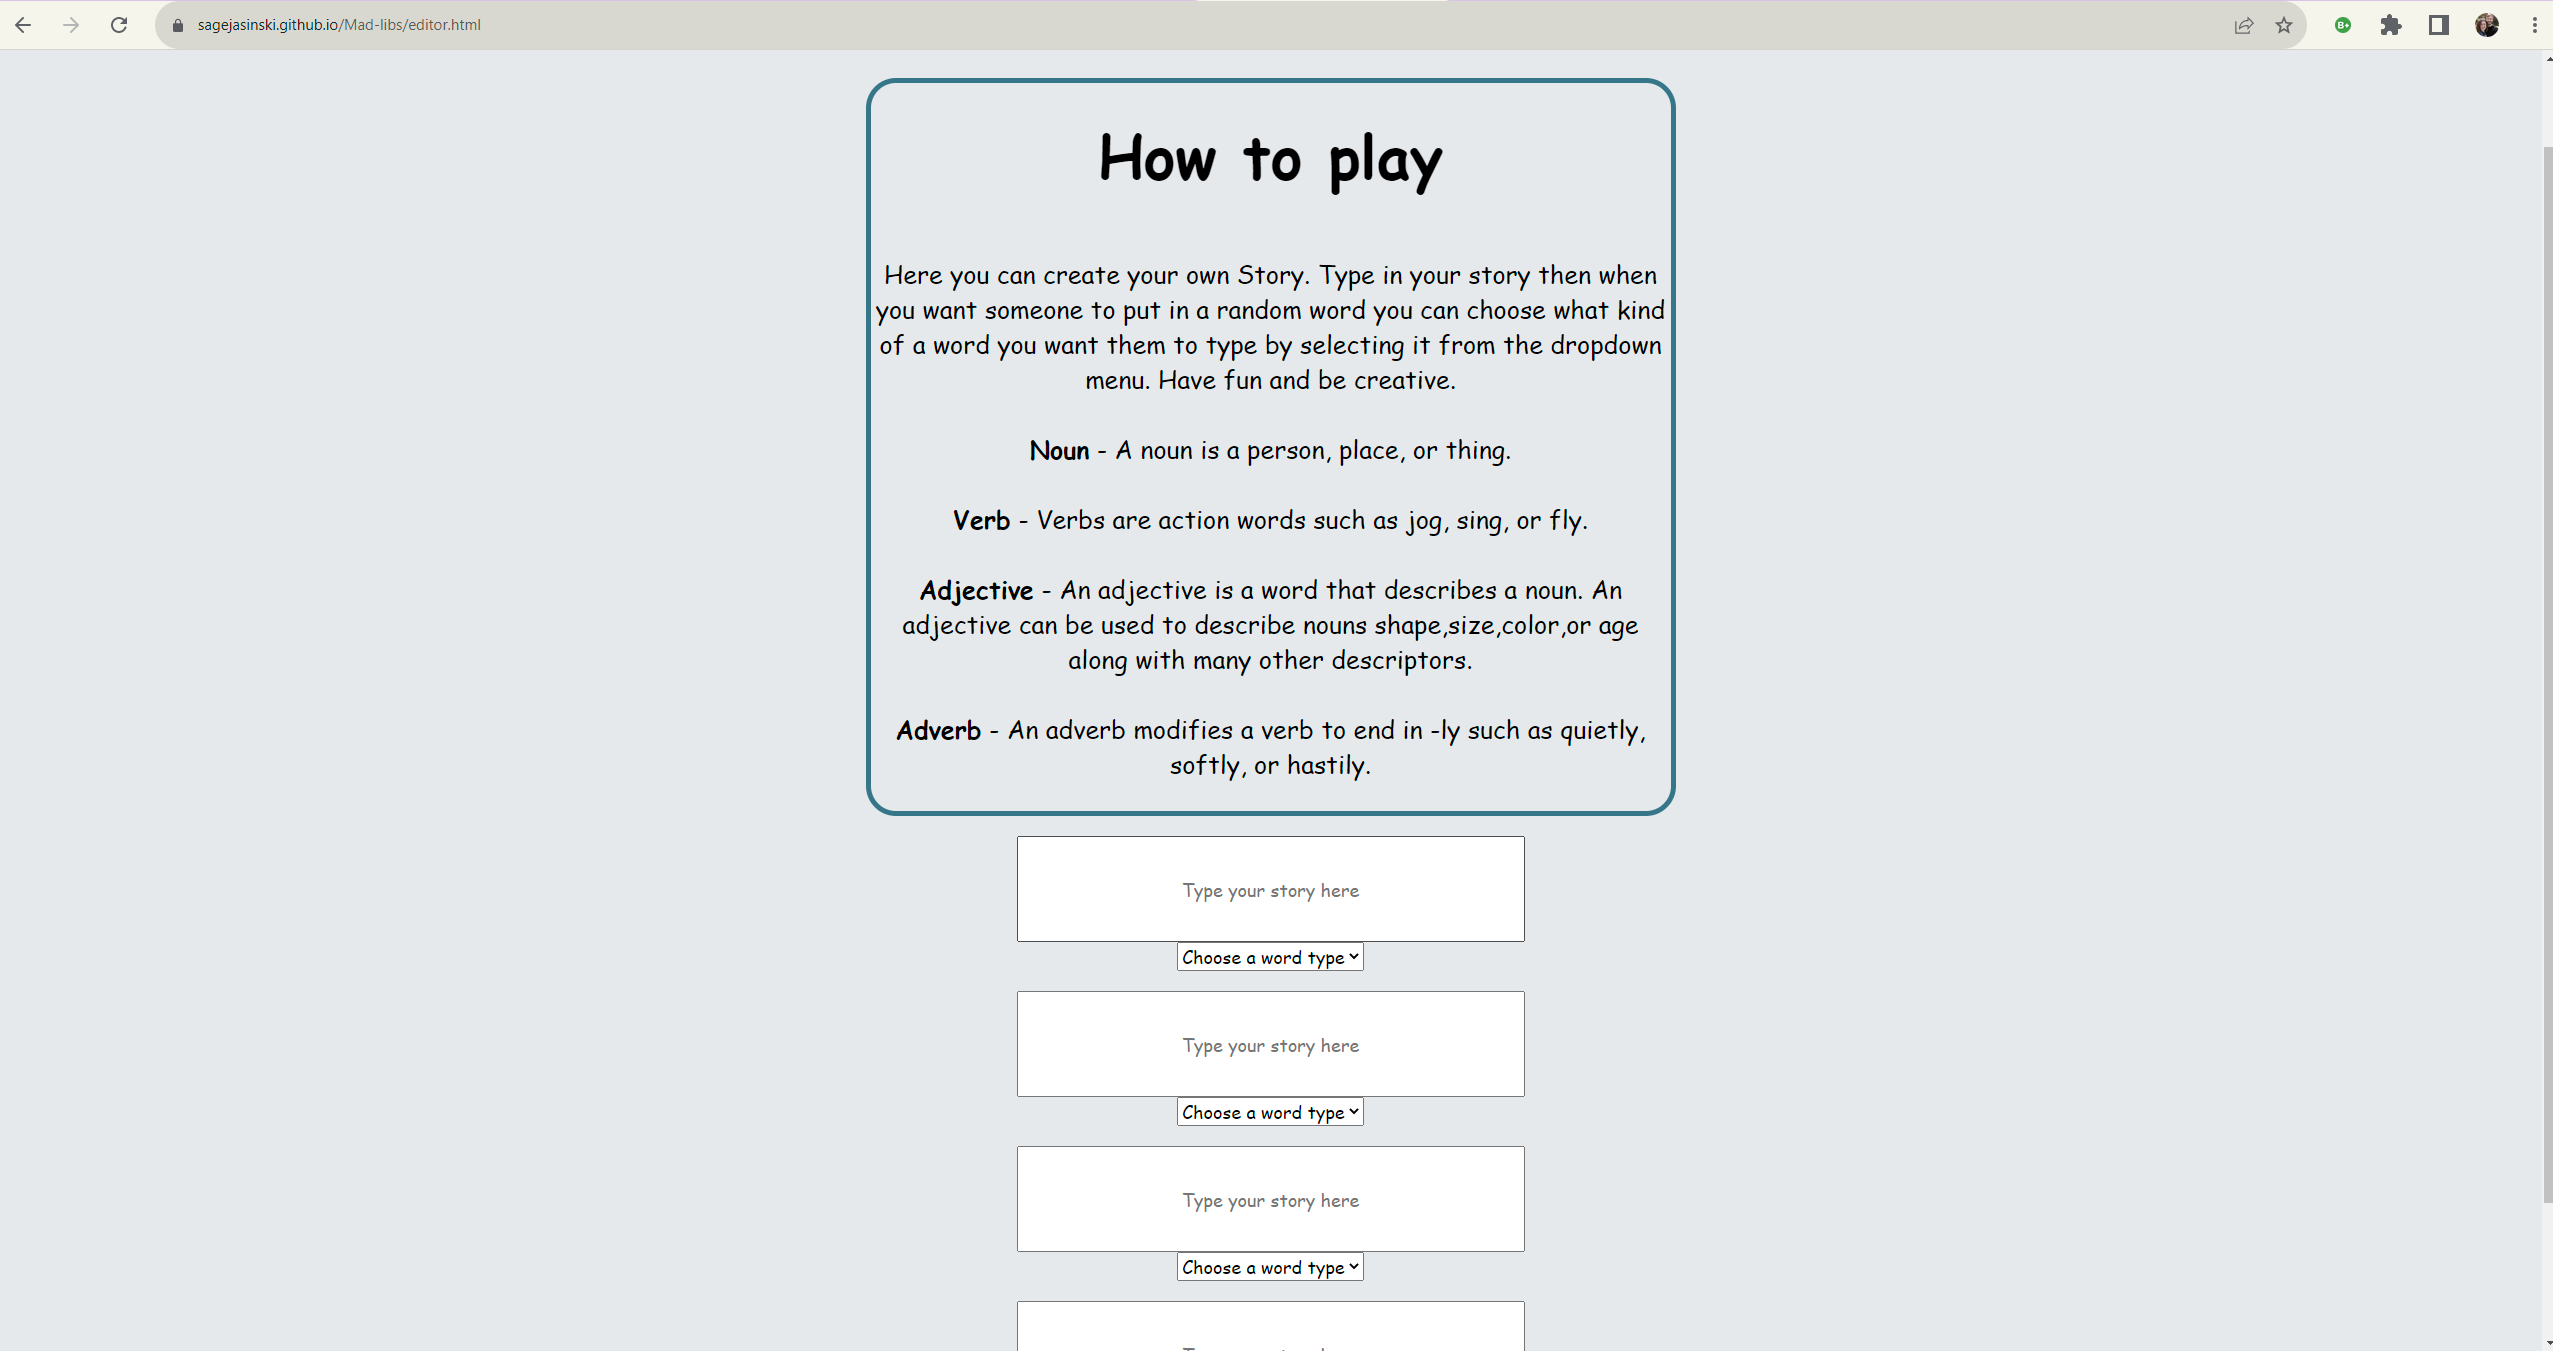 sagejasinski.github.io/Mad-libs/editor.html
How to play
Here you can create your own Story. Type in your story then when
you want someone to put in a random word you can choose what kind
of a word you want them to type by selecting it from the dropdown
menu. Have fun and be creative.
Noun - A noun is a person, place, or thing.
Verb - Verbs are action words such as jog, sing, or fly.
Adjective - An adjective is a word that describes a noun. An
adjective can be used to describe nouns shape,size,color,or age
along with many other descriptors.
Adverb - An adverb modifies a verb to end in -ly such as quietly,
softly, or hastily.
Type your story here
Choose a word type
Type your story here
Choose a word type
Type your story here
Choose a word type